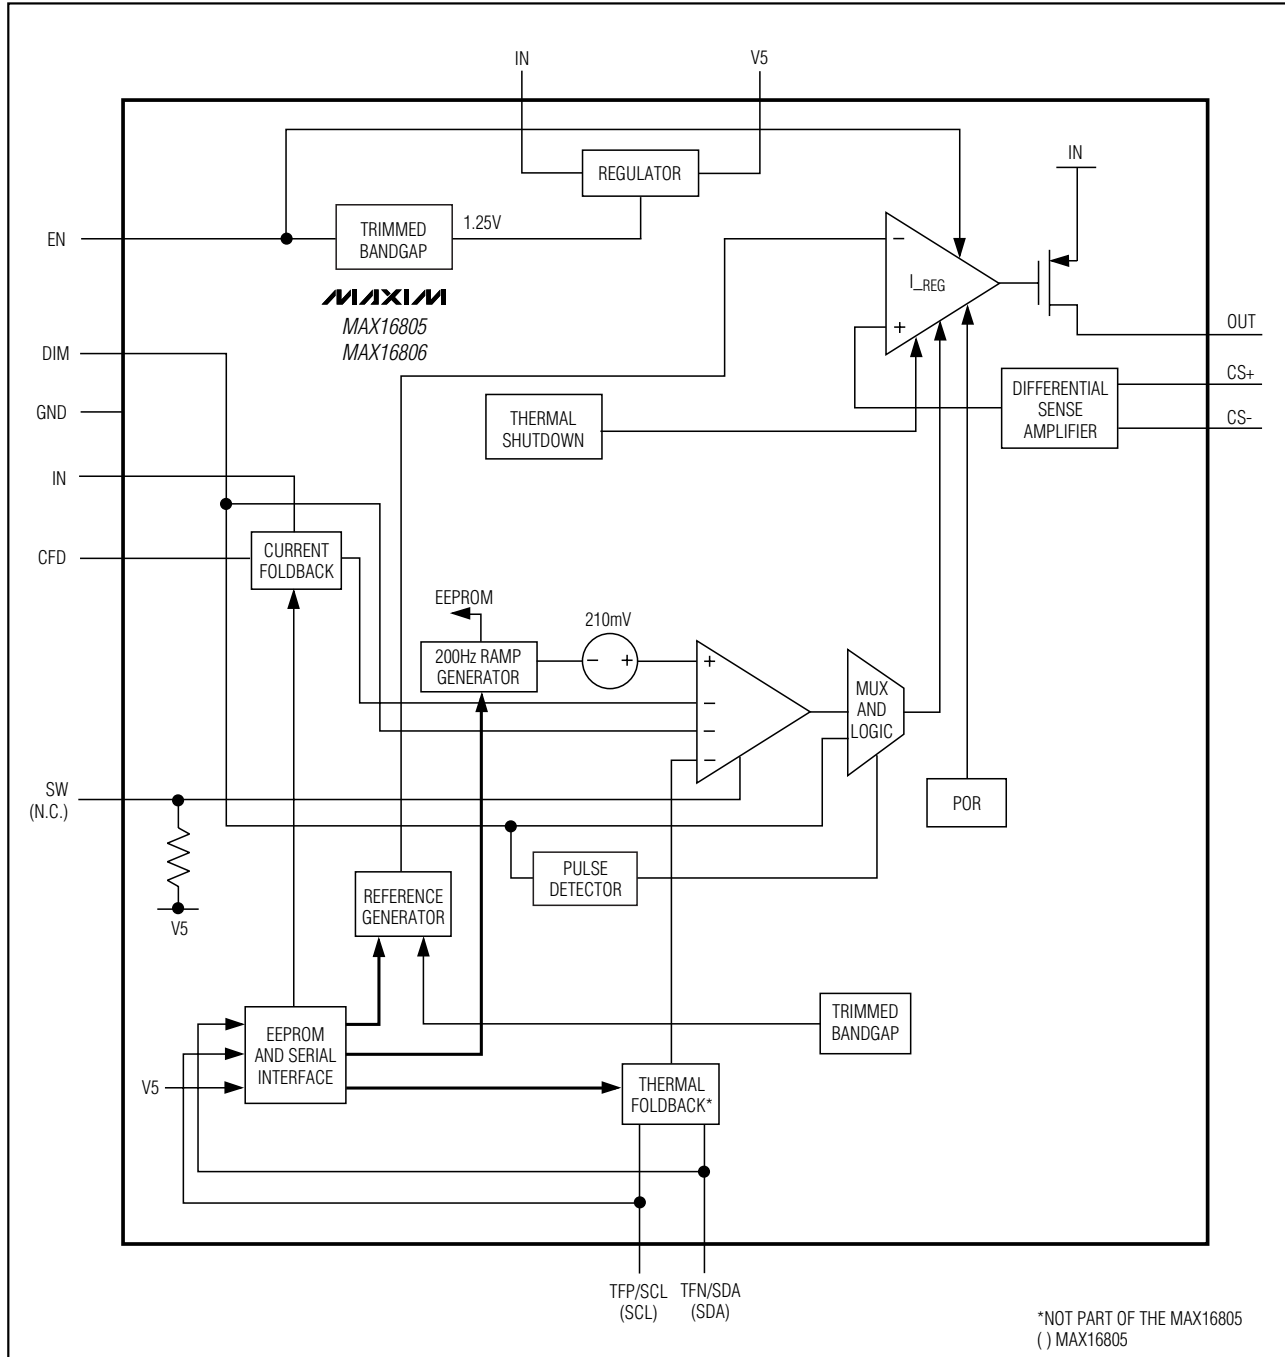 IN
V5
REGULATOR
IN
EN
TRIMMED
BANDGAP
1.25V
MAXIM
MAX16805
MAX16806
−
I_REG
+
OUT
DIM
GND
THERMAL
SHUTDOWN
DIFFERENTIAL
SENSE
AMPLIFIER
CS+
CS-
IN
CFD
CURRENT
FOLDBACK
EEPROM
210mV
200Hz RAMP
GENERATOR
− +
+
−
−
−
MUX
AND
LOGIC
SW
(N.C.)
POR
V5
PULSE
DETECTOR
REFERENCE
GENERATOR
TRIMMED
BANDGAP
EEPROM
AND SERIAL
INTERFACE
V5
THERMAL
FOLDBACK*
TFP/SCL
(SCL)
TFN/SDA
(SDA)
*NOT PART OF THE MAX16805
( ) MAX16805